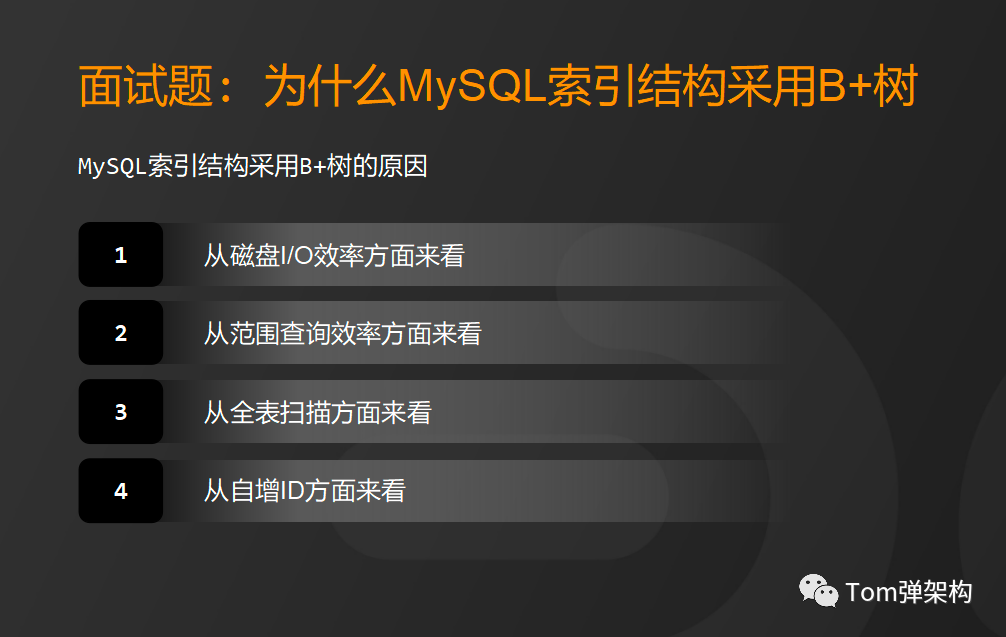 面试题：为什么MySQL索引结构采用B+树
MySQL索引结构采用B+树的原因
1 从磁盘I/O效率方面来看
2 从范围查询效率方面来看
3 从全表扫描方面来看
4 从自增ID方面来看
Tom弹架构